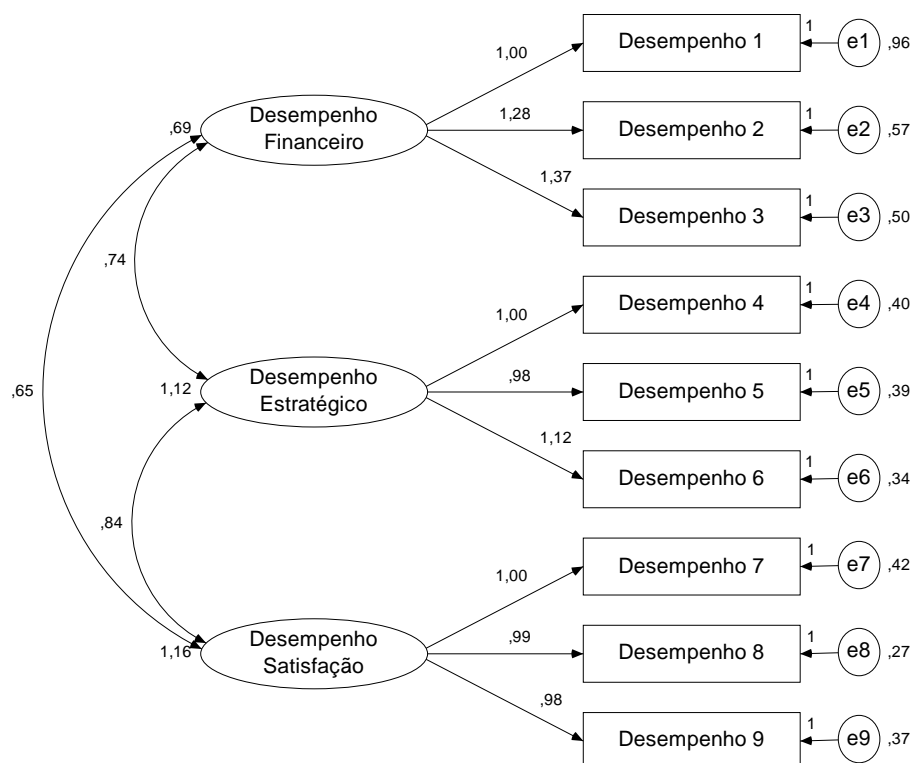 1
Desempenho 1
e1
,96
1,00
Desempenho
Financeiro
,69
1,28
1
Desempenho 2
e2
,57
1,37
1
Desempenho 3
e3
,50
,74
1
Desempenho 4
e4
,40
1,00
Desempenho
Estratégico
1,12
,65
,98
1
Desempenho 5
e5
,39
1,12
1
Desempenho 6
e6
,34
,84
1
Desempenho 7
e7
,42
1,00
Desempenho
Satisfação
1,16
,99
1
Desempenho 8
e8
,27
,98
1
Desempenho 9
e9
,37